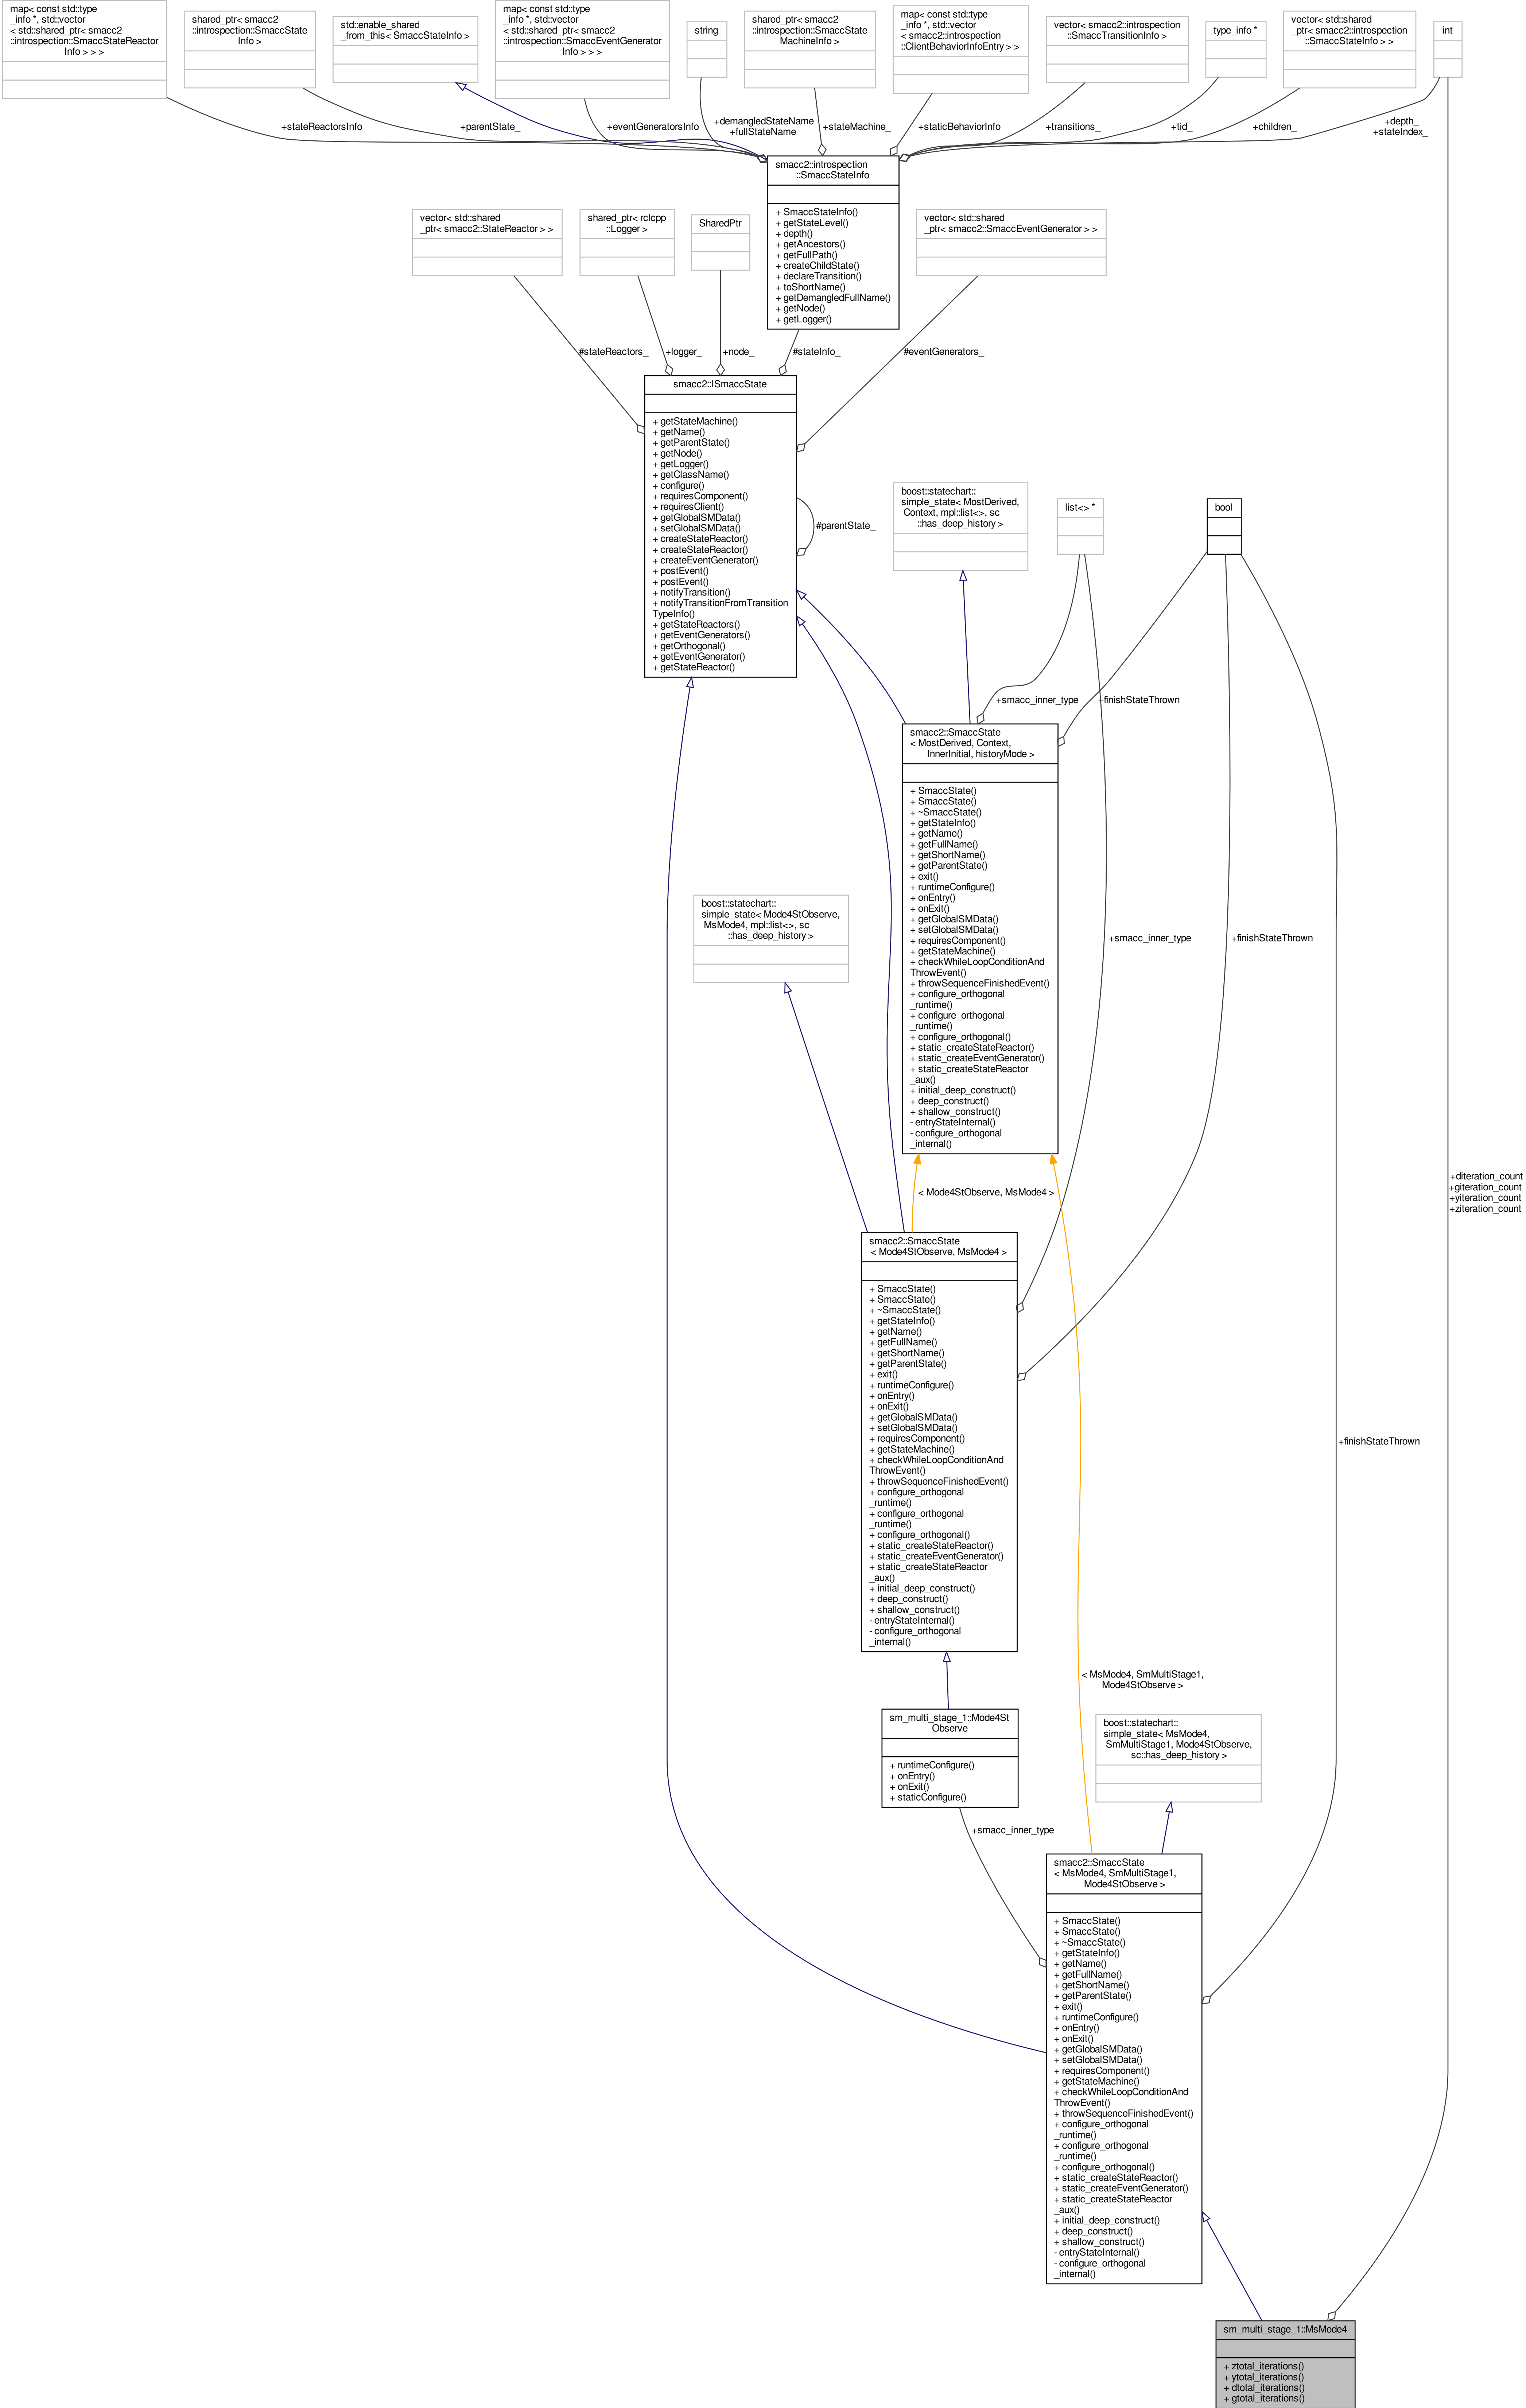 map< const std::type
_info *, std::vector
< std::shared_ptr< smacc2
::introspection::SmaccStateReactor
Info > > >
shared_ptr< smacc2
::introspection::SmaccState
Info >
std::enable_shared
_from_this< SmaccStateInfo >
map< const std::type
_info *, std::vector
< std::shared_ptr< smacc2
::introspection::SmaccEventGenerator
Info > > >
string
shared_ptr< smacc2
::introspection::SmaccState
MachineInfo >
map< const std::type
_info *, std::vector
< smacc2::introspection
::ClientBehaviorInfoEntry > >
vector< smacc2::introspection
::SmaccTransitionInfo >
type_info *
vector< std::shared
_ptr< smacc2::introspection
::SmaccStateInfo > >
int
+stateReactorsInfo
+parentState_
+eventGeneratorsInfo
+demangledStateName
+fullStateName
+stateMachine_
+staticBehaviorInfo
+transitions_
+tid_
+children_
+depth_
+stateIndex_
smacc2::introspection
::SmaccStateInfo
+ SmaccStateInfo()
+ getStateLevel()
+ depth()
+ getAncestors()
+ getFullPath()
+ createChildState()
+ declareTransition()
+ toShortName()
+ getDemangledFullName()
+ getNode()
+ getLogger()
vector< std::shared
_ptr< smacc2::StateReactor > >
shared_ptr< rclcpp
::Logger >
SharedPtr
vector< std::shared
_ptr< smacc2::SmaccEventGenerator > >
#stateReactors_
+logger_
+node_
#stateInfo_
#eventGenerators_
smacc2::ISmaccState
+ getStateMachine()
+ getName()
+ getParentState()
+ getNode()
+ getLogger()
+ getClassName()
+ configure()
+ requiresComponent()
+ requiresClient()
+ getGlobalSMData()
+ setGlobalSMData()
+ createStateReactor()
+ createStateReactor()
+ createEventGenerator()
+ postEvent()
+ postEvent()
+ notifyTransition()
+ notifyTransitionFromTransition
TypeInfo()
+ getStateReactors()
+ getEventGenerators()
+ getOrthogonal()
+ getEventGenerator()
+ getStateReactor()
#parentState_
boost::statechart::
simple_state< MostDerived,
Context, mpl::list<>, sc
::has_deep_history >
list<> *
bool
+smacc_inner_type
+finishStateThrown
smacc2::SmaccState
< MostDerived, Context,
InnerInitial, historyMode >
+ SmaccState()
+ SmaccState()
+ ~SmaccState()
+ getStateInfo()
+ getName()
+ getFullName()
+ getShortName()
+ getParentState()
+ exit()
+ runtimeConfigure()
+ onEntry()
+ onExit()
+ getGlobalSMData()
+ setGlobalSMData()
+ requiresComponent()
+ getStateMachine()
+ checkWhileLoopConditionAnd
ThrowEvent()
+ throwSequenceFinishedEvent()
+ configure_orthogonal
_runtime()
+ configure_orthogonal
_runtime()
+ configure_orthogonal()
+ static_createStateReactor()
+ static_createEventGenerator()
+ static_createStateReactor
_aux()
+ initial_deep_construct()
+ deep_construct()
+ shallow_construct()
- entryStateInternal()
- configure_orthogonal
_internal()
boost::statechart::
simple_state< Mode4StObserve,
MsMode4, mpl::list<>, sc
::has_deep_history >
+smacc_inner_type
+finishStateThrown
< Mode4StObserve, MsMode4 >
+diteration_count
+giteration_count
+yiteration_count
+ziteration_count
smacc2::SmaccState
< Mode4StObserve, MsMode4 >
+ SmaccState()
+ SmaccState()
+ ~SmaccState()
+ getStateInfo()
+ getName()
+ getFullName()
+ getShortName()
+ getParentState()
+ exit()
+ runtimeConfigure()
+ onEntry()
+ onExit()
+ getGlobalSMData()
+ setGlobalSMData()
+ requiresComponent()
+ getStateMachine()
+ checkWhileLoopConditionAnd
ThrowEvent()
+ throwSequenceFinishedEvent()
+ configure_orthogonal
_runtime()
+ configure_orthogonal
_runtime()
+ configure_orthogonal()
+ static_createStateReactor()
+ static_createEventGenerator()
+ static_createStateReactor
_aux()
+ initial_deep_construct()
+ deep_construct()
+ shallow_construct()
- entryStateInternal()
- configure_orthogonal
_internal()
+finishStateThrown
< MsMode4, SmMultiStage1,
Mode4StObserve >
sm_multi_stage_1::Mode4St
Observe
+ runtimeConfigure()
+ onEntry()
+ onExit()
+ staticConfigure()
boost::statechart::
simple_state< MsMode4,
SmMultiStage1, Mode4StObserve,
sc::has_deep_history >
+smacc_inner_type
smacc2::SmaccState
< MsMode4, SmMultiStage1,
Mode4StObserve >
+ SmaccState()
+ SmaccState()
+ ~SmaccState()
+ getStateInfo()
+ getName()
+ getFullName()
+ getShortName()
+ getParentState()
+ exit()
+ runtimeConfigure()
+ onEntry()
+ onExit()
+ getGlobalSMData()
+ setGlobalSMData()
+ requiresComponent()
+ getStateMachine()
+ checkWhileLoopConditionAnd
ThrowEvent()
+ throwSequenceFinishedEvent()
+ configure_orthogonal
_runtime()
+ configure_orthogonal
_runtime()
+ configure_orthogonal()
+ static_createStateReactor()
+ static_createEventGenerator()
+ static_createStateReactor
_aux()
+ initial_deep_construct()
+ deep_construct()
+ shallow_construct()
- entryStateInternal()
- configure_orthogonal
_internal()
sm_multi_stage_1::MsMode4
+ ztotal_iterations()
+ ytotal_iterations()
+ dtotal_iterations()
+ gtotal_iterations()